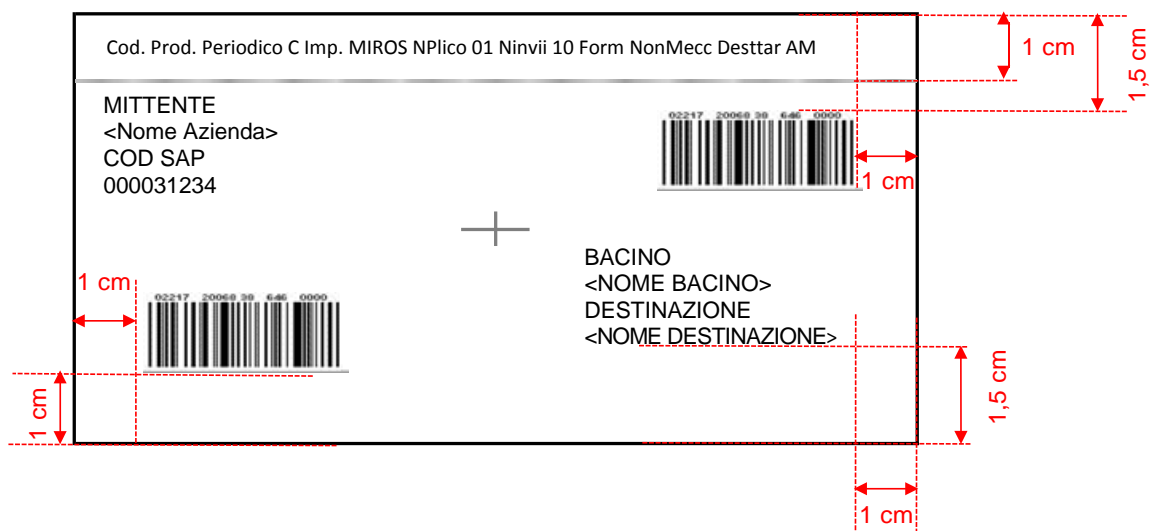 Cod. Prod. Periodico C Imp. MIROS NPlico 01 Ninvii 10 Form NonMecc Desttar AM
1 cm
1,5 cm
MITTENTE
<Nome Azienda>
COD SAP
000031234
02217 20068 38 646 0000
1 cm
BACINO
<NOME BACINO>
DESTINAZIONE
<NOME DESTINAZIONE>
1 cm
02217 20068 38 646 0000
1 cm
1,5 cm
1 cm